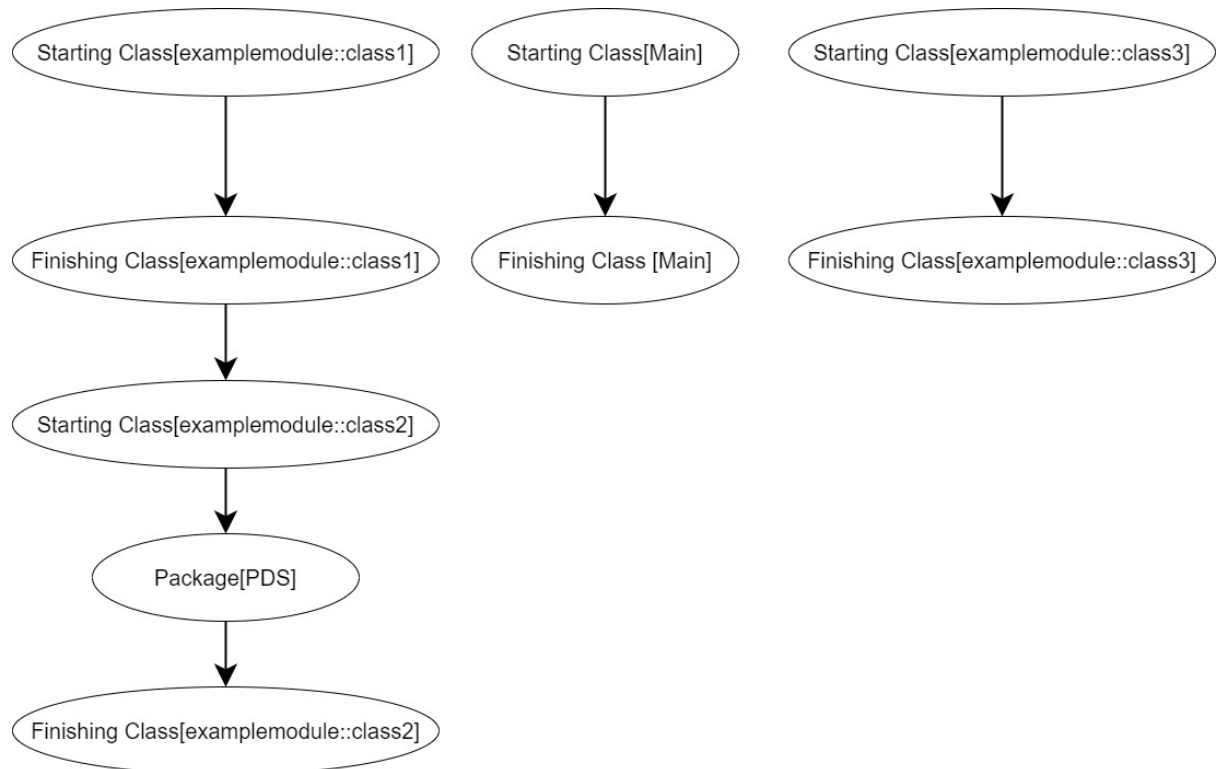 Starting Class[examplemodule::class1]
Starting Class[Main]
Starting Class[examplemodule::class3]
Finishing Class[examplemodule::class1]
Finishing Class [Main]
Finishing Class[examplemodule::class3]
Starting Class[examplemodule::class2]
Package[PDS]
Finishing Class[examplemodule::class2]